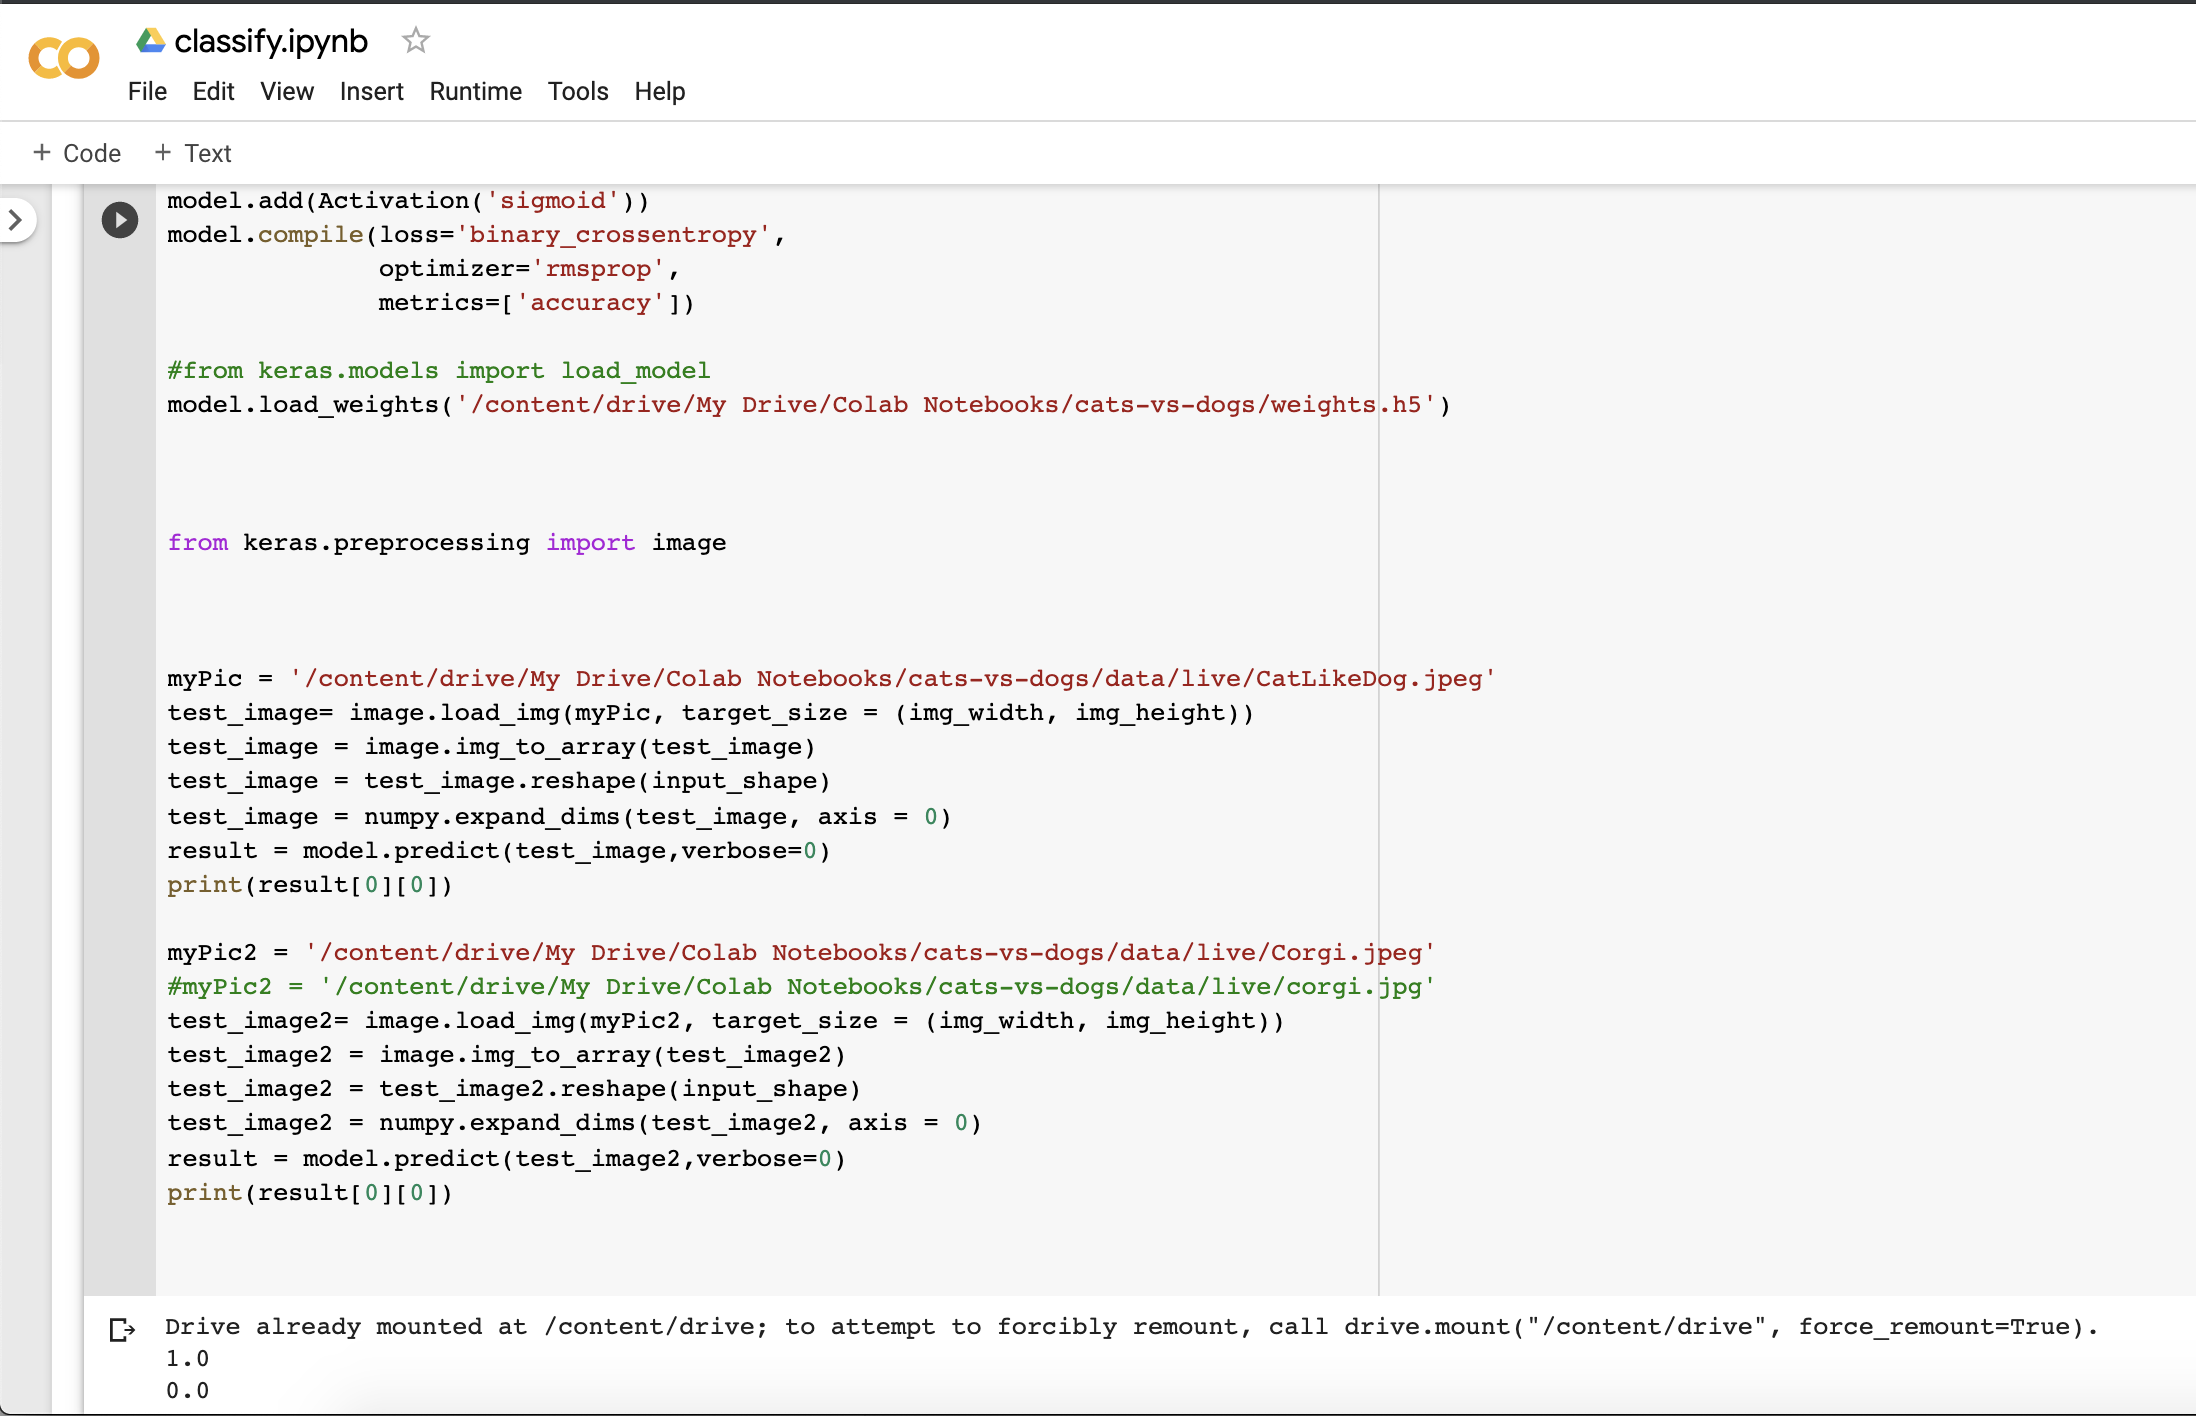 classify.ipynb
File Edit View Insert Runtime Tools Help
+ Code + Text
model.add(Activation('sigmoid'))
model.compile(loss='binary_crossentropy',
              optimizer='rmsprop',
              metrics=['accuracy'])
#from keras.models import load_model
model.load_weights('/content/drive/My Drive/Colab Notebooks/cats-vs-dogs/weights.h5')
from keras.preprocessing import image
myPic = '/content/drive/My Drive/Colab Notebooks/cats-vs-dogs/data/live/CatLikeDog.jpeg'
test_image= image.load_img(myPic, target_size = (img_width, img_height))
test_image = image.img_to_array(test_image)
test_image = test_image.reshape(input_shape)
test_image = numpy.expand_dims(test_image, axis = 0)
result = model.predict(test_image,verbose=0)
print(result[0][0])
myPic2 = '/content/drive/My Drive/Colab Notebooks/cats-vs-dogs/data/live/Corgi.jpeg'
#myPic2 = '/content/drive/My Drive/Colab Notebooks/cats-vs-dogs/data/live/corgi.jpg'
test_image2= image.load_img(myPic2, target_size = (img_width, img_height))
test_image2 = image.img_to_array(test_image2)
test_image2 = test_image2.reshape(input_shape)
test_image2 = numpy.expand_dims(test_image2, axis = 0)
result = model.predict(test_image2,verbose=0)
print(result[0][0])
Drive already mounted at /content/drive; to attempt to forcibly remount, call drive.mount("/content/drive", force_remount=True).
1.0
0.0